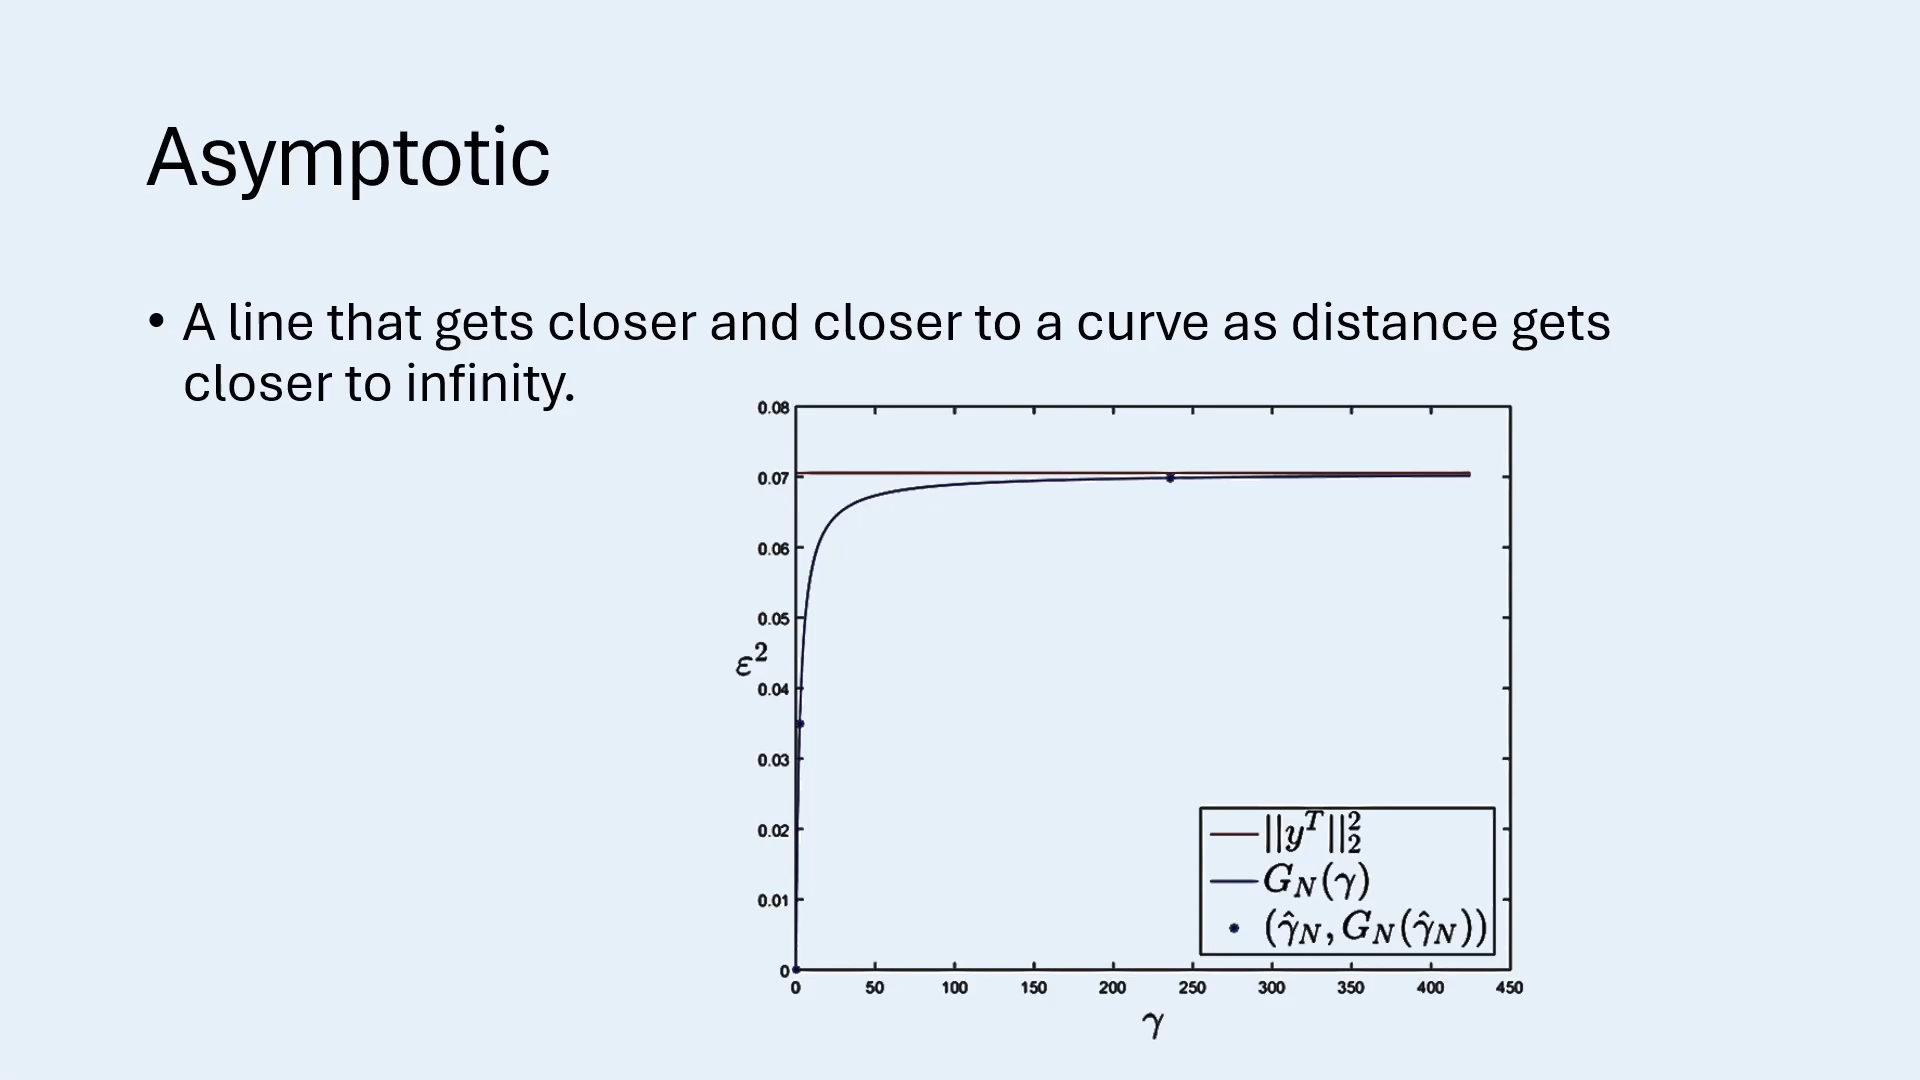 Asymptotic
• A line that gets closer and closer to a curve as distance gets
closer to infinity.
0.08
0.07
0.06
0.05
ε²
0.04
0.03
0.02
0.01
0
||y^T||₂²
G_N(γ)
(γ̂_N, G_N(γ̂_N))
0 50 100 150 200 250 300 350 400 450
γ